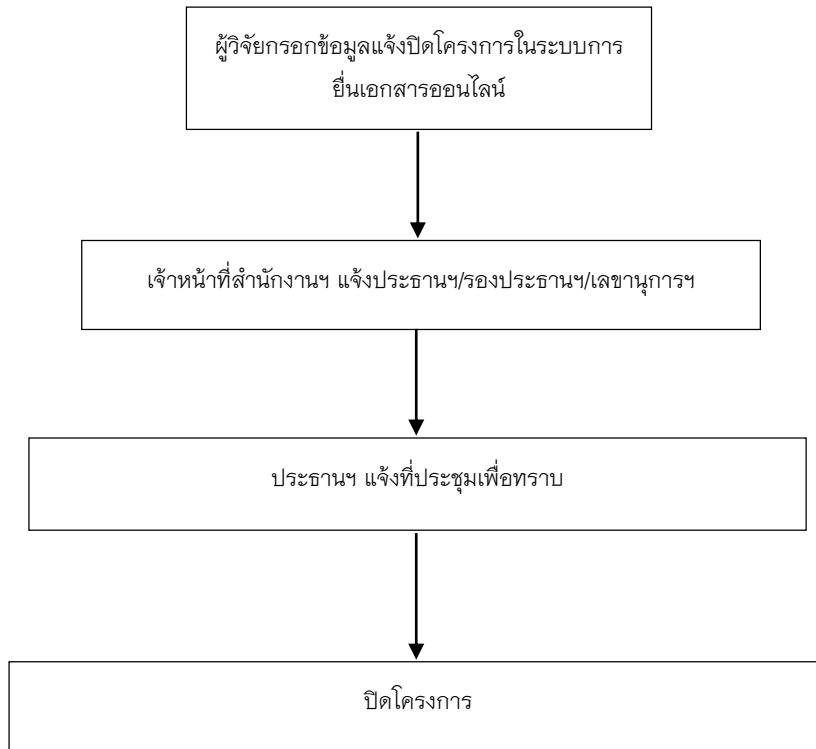 ผู้วิจัยกรอกข้อมูลแจ้งปิดโครงการในระบบการ
ยื่นเอกสารออนไลน์
เจ้าหน้าที่สำนักงานฯ แจ้งประธานฯ/รองประธานฯ/เลขานุการฯ
ประธานฯ แจ้งที่ประชุมเพื่อทราบ
ปิดโครงการ